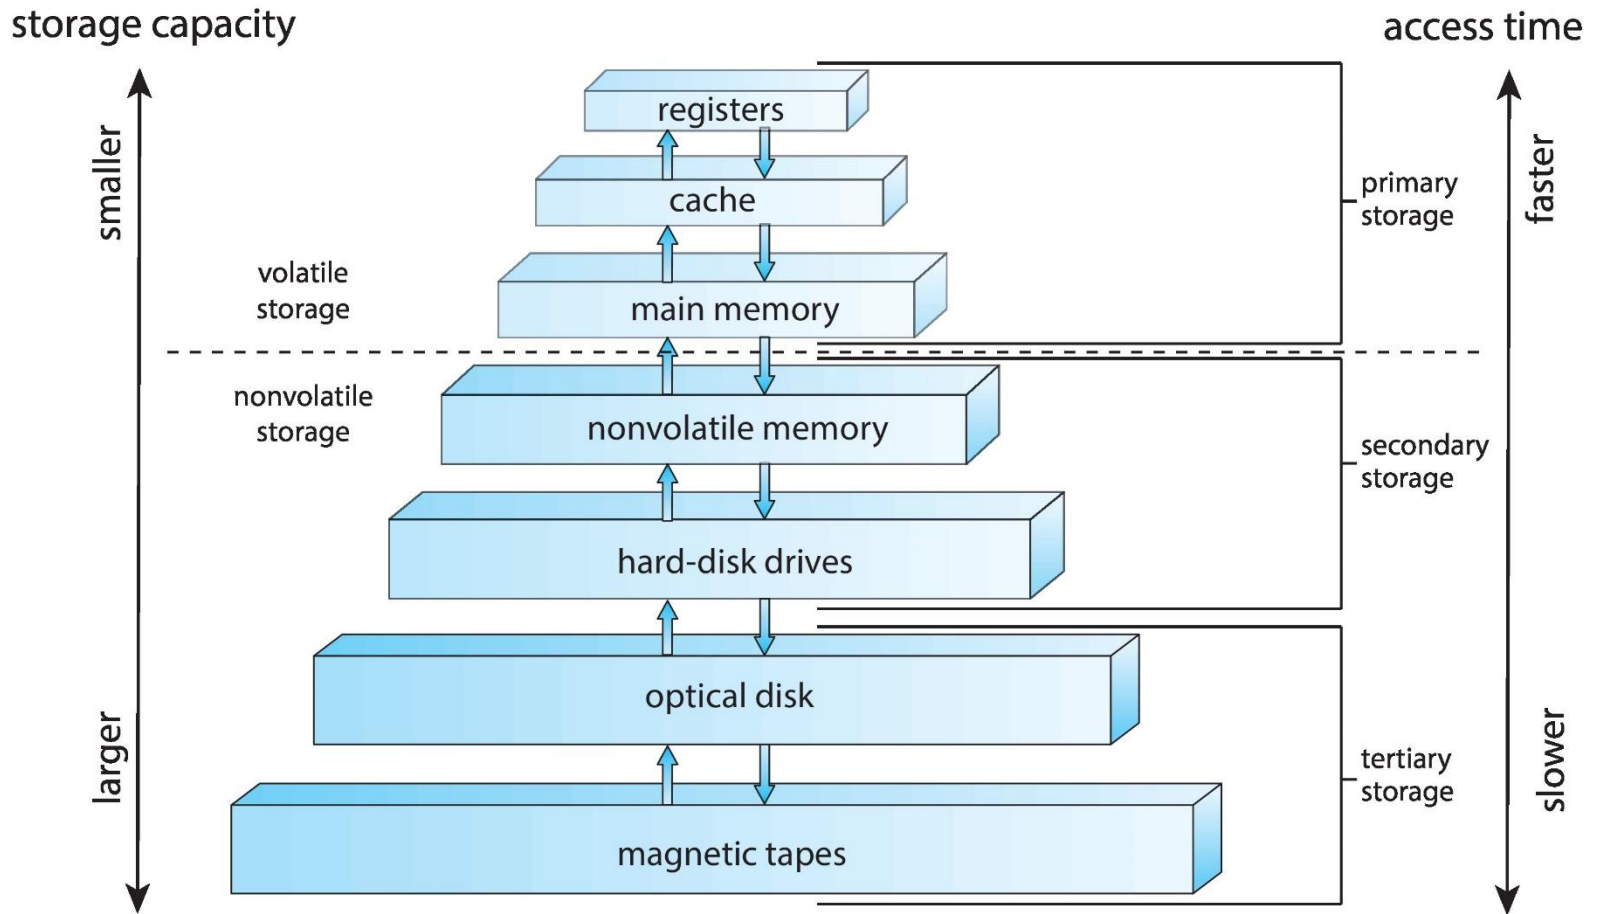 storage capacity
access time
smaller
faster
registers
cache
primary
storage
volatile
storage
main memory
nonvolatile
storage
nonvolatile memory
secondary
storage
hard-disk drives
larger
slower
optical disk
tertiary
storage
magnetic tapes